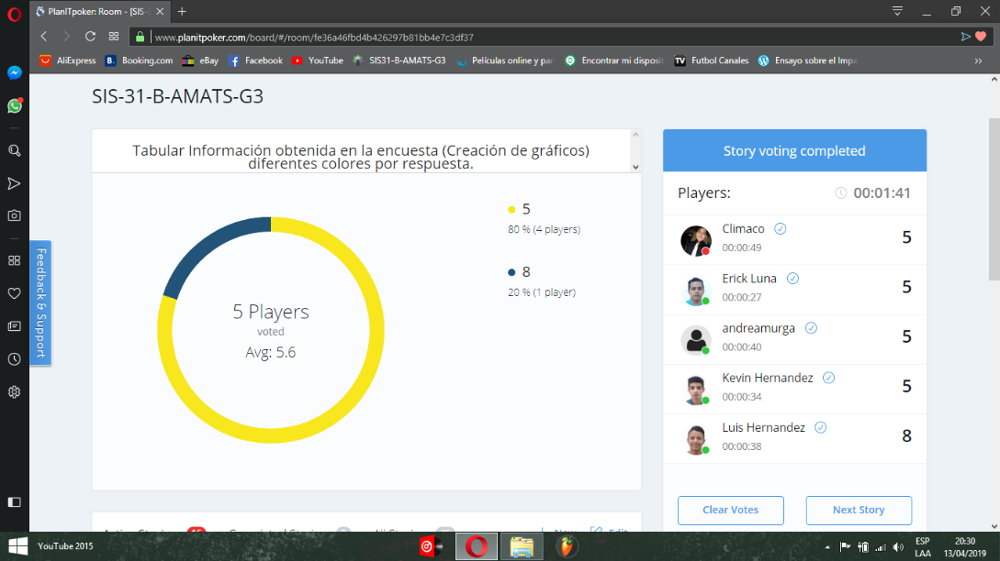 PlanITpoker: Room - [SIS-
www.planitpoker.com/board/#/room/fe36a46fbd4b426297b81bb4e7c3df37
AliExpress Booking.com eBay Facebook YouTube SIS31-B-AMATS-G3 Películas online y pa Encontrar mi disposit Futbol Canales Ensayo sobre el Impa
SIS-31-B-AMATS-G3
Tabular Información obtenida en la encuesta (Creación de gráficos)
diferentes colores por respuesta.
5
80 % (4 players)
8
20 % (1 player)
5 Players
voted
Avg: 5.6
Feedback & Support
Story voting completed
Players: 00:01:41
Climaco 5
00:00:49
Erick Luna 5
00:00:27
andreamurga 5
00:00:40
Kevin Hernandez 5
00:00:34
Luis Hernandez 8
00:00:38
Clear Votes Next Story
YouTube 2015
ESP 20:30
LAA 13/04/2019